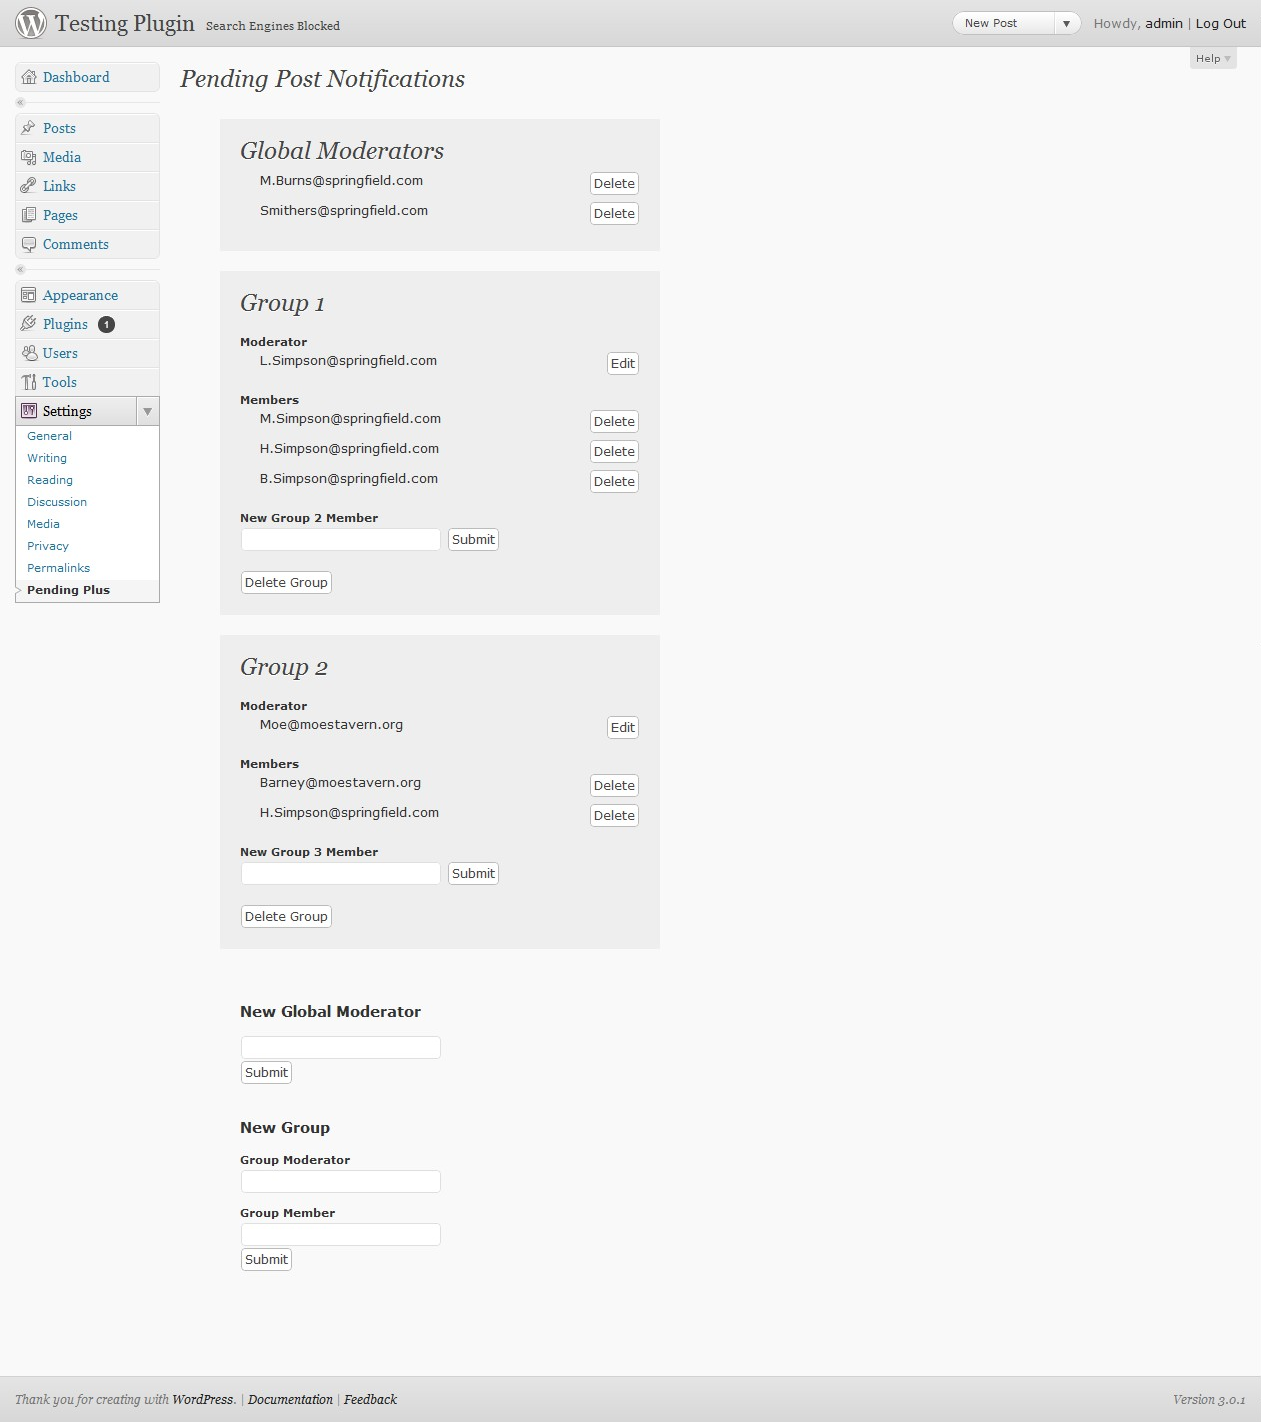 Testing Plugin Search Engines Blocked
New Post
Howdy, admin | Log Out
Help
Dashboard
Posts
Media
Links
Pages
Comments
Appearance
Plugins 1
Users
Tools
Settings
General
Writing
Reading
Discussion
Media
Privacy
Permalinks
Pending Plus
Pending Post Notifications
Global Moderators
M.Burns@springfield.com Delete
Smithers@springfield.com Delete
Group 1
Moderator
L.Simpson@springfield.com Edit
Members
M.Simpson@springfield.com Delete
H.Simpson@springfield.com Delete
B.Simpson@springfield.com Delete
New Group 2 Member
Submit
Delete Group
Group 2
Moderator
Moe@moestavern.org Edit
Members
Barney@moestavern.org Delete
H.Simpson@springfield.com Delete
New Group 3 Member
Submit
Delete Group
New Global Moderator
Submit
New Group
Group Moderator
Group Member
Submit
Thank you for creating with WordPress. | Documentation | Feedback
Version 3.0.1